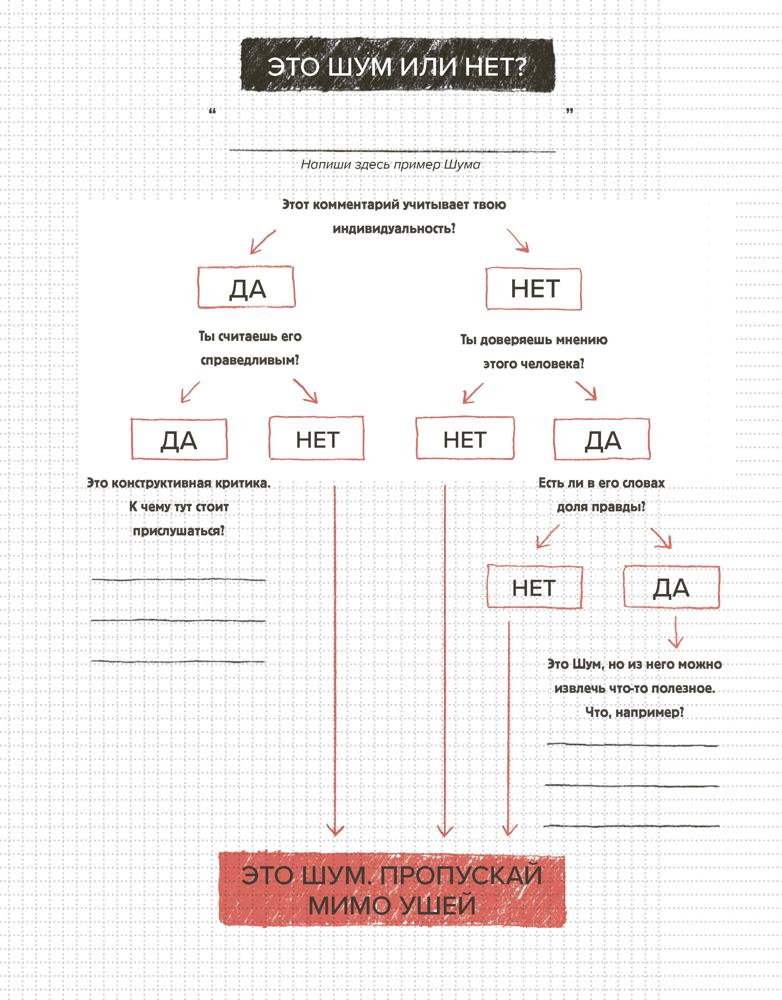 ЭТО ШУМ ИЛИ НЕТ?
“ ”
Напиши здесь пример Шума
Этот комментарий учитывает твою
индивидуальность?
ДА
НЕТ
Ты считаешь его
справедливым?
Ты доверяешь мнению
этого человека?
ДА
НЕТ
НЕТ
ДА
Это конструктивная критика.
К чему тут стоит
прислушаться?
Есть ли в его словах
доля правды?
НЕТ
ДА
Это Шум, но из него можно
извлечь что-то полезное.
Что, например?
ЭТО ШУМ. ПРОПУСКАЙ
МИМО УШЕЙ